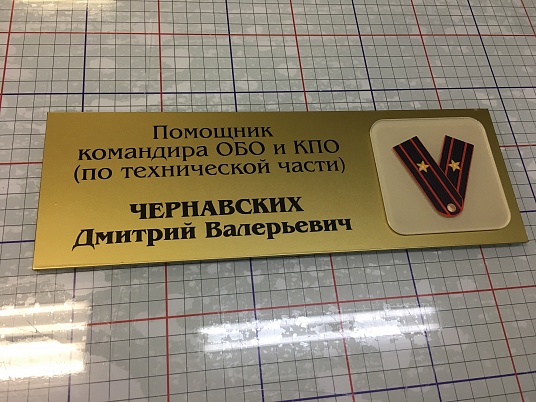 Помощник
командира ОБО и КПО
(по технической части)
ЧЕРНАВСКИХ
Дмитрий Валерьевич